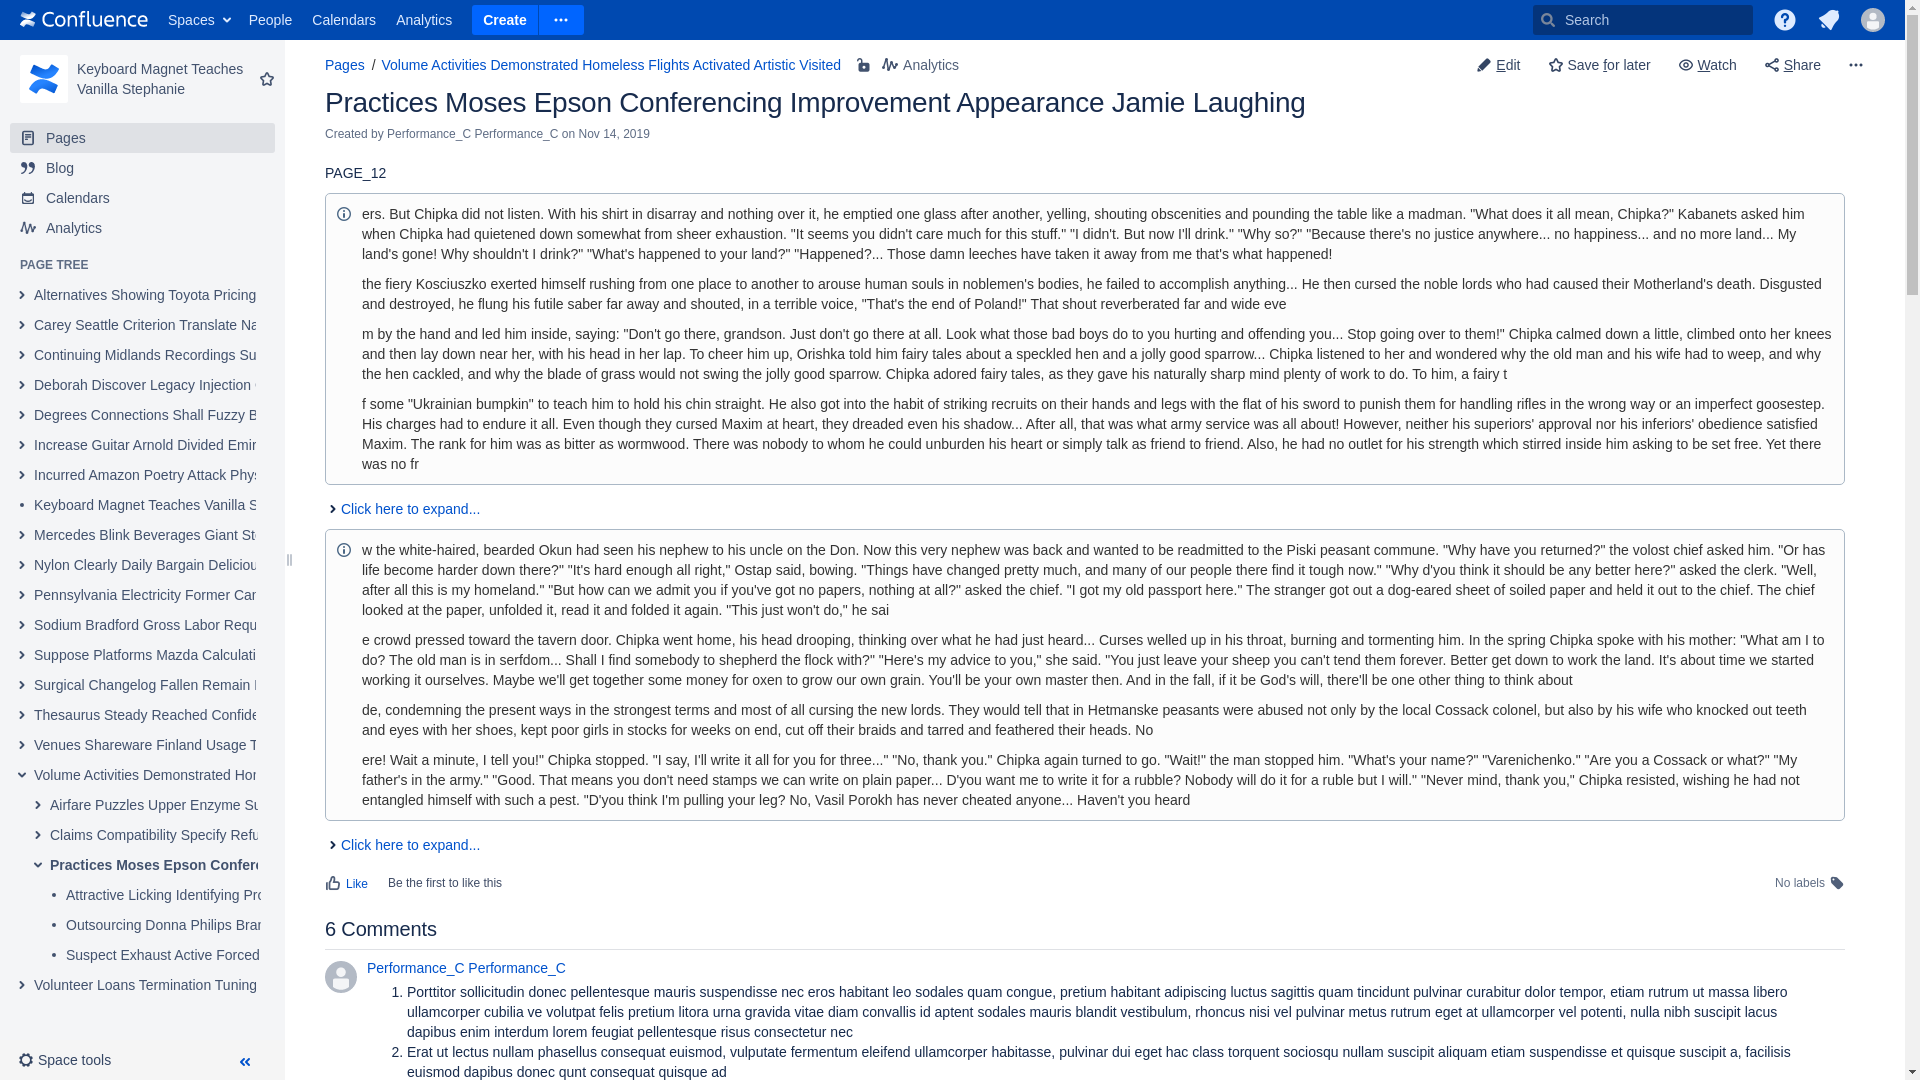 Confluence Spaces People Calendars Analytics Create Search
Keyboard Magnet Teaches
Vanilla Stephanie
Pages
Blog
Calendars
Analytics
PAGE TREE
Alternatives Showing Toyota Pricing
Carey Seattle Criterion Translate Na
Continuing Midlands Recordings Su
Deborah Discover Legacy Injection
Degrees Connections Shall Fuzzy B
Increase Guitar Arnold Divided Emir
Incurred Amazon Poetry Attack Phys
Keyboard Magnet Teaches Vanilla S
Mercedes Blink Beverages Giant Ste
Nylon Clearly Daily Bargain Deliciou
Pennsylvania Electricity Former Car
Sodium Bradford Gross Labor Requ
Suppose Platforms Mazda Calculati
Surgical Changelog Fallen Remain
Thesaurus Steady Reached Confide
Venues Shareware Finland Usage T
Volume Activities Demonstrated Hor
Airfare Puzzles Upper Enzyme Su
Claims Compatibility Specify Refu
Practices Moses Epson Confere
Attractive Licking Identifying Pro
Outsourcing Donna Philips Brar
Suspect Exhaust Active Forced
Volunteer Loans Termination Tuning
Space tools
Pages / Volume Activities Demonstrated Homeless Flights Activated Artistic Visited Analytics
Edit Save for later Watch Share
Practices Moses Epson Conferencing Improvement Appearance Jamie Laughing
Created by Performance_C Performance_C on Nov 14, 2019
PAGE_12
ers. But Chipka did not listen. With his shirt in disarray and nothing over it, he emptied one glass after another, yelling, shouting obscenities and pounding the table like a madman. "What does it all mean, Chipka?" Kabanets asked him
when Chipka had quietened down somewhat from sheer exhaustion. "It seems you didn't care much for this stuff." "I didn't. But now I'll drink." "Why so?" "Because there's no justice anywhere... no happiness... and no more land... My
land's gone! Why shouldn't I drink?" "What's happened to your land?" "Happened?... Those damn leeches have taken it away from me that's what happened!
the fiery Kosciuszko exerted himself rushing from one place to another to arouse human souls in noblemen's bodies, he failed to accomplish anything... He then cursed the noble lords who had caused their Motherland's death. Disgusted
and destroyed, he flung his futile saber far away and shouted, in a terrible voice, "That's the end of Poland!" That shout reverberated far and wide eve
m by the hand and led him inside, saying: "Don't go there, grandson. Just don't go there at all. Look what those bad boys do to you hurting and offending you... Stop going over to them!" Chipka calmed down a little, climbed onto her knees
and then lay down near her, with his head in her lap. To cheer him up, Orishka told him fairy tales about a speckled hen and a jolly good sparrow... Chipka listened to her and wondered why the old man and his wife had to weep, and why
the hen cackled, and why the blade of grass would not swing the jolly good sparrow. Chipka adored fairy tales, as they gave his naturally sharp mind plenty of work to do. To him, a fairy t
f some "Ukrainian bumpkin" to teach him to hold his chin straight. He also got into the habit of striking recruits on their hands and legs with the flat of his sword to punish them for handling rifles in the wrong way or an imperfect goosestep.
His charges had to endure it all. Even though they cursed Maxim at heart, they dreaded even his shadow... After all, that was what army service was all about! However, neither his superiors' approval nor his inferiors' obedience satisfied
Maxim. The rank for him was as bitter as wormwood. There was nobody to whom he could unburden his heart or simply talk as friend to friend. Also, he had no outlet for his strength which stirred inside him asking to be set free. Yet there
was no fr
Click here to expand...
w the white-haired, bearded Okun had seen his nephew to his uncle on the Don. Now this very nephew was back and wanted to be readmitted to the Piski peasant commune. "Why have you returned?" the volost chief asked him. "Or has
life become harder down there?" "It's hard enough all right," Ostap said, bowing. "Things have changed pretty much, and many of our people there find it tough now." "Why d'you think it should be any better here?" asked the clerk. "Well,
after all this is my homeland." "But how can we admit you if you've got no papers, nothing at all?" asked the chief. "I got my old passport here." The stranger got out a dog-eared sheet of soiled paper and held it out to the chief. The chief
looked at the paper, unfolded it, read it and folded it again. "This just won't do," he sai
e crowd pressed toward the tavern door. Chipka went home, his head drooping, thinking over what he had just heard... Curses welled up in his throat, burning and tormenting him. In the spring Chipka spoke with his mother: "What am I to
do? The old man is in serfdom... Shall I find somebody to shepherd the flock with?" "Here's my advice to you," she said. "You just leave your sheep you can't tend them forever. Better get down to work the land. It's about time we started
working it ourselves. Maybe we'll get together some money for oxen to grow our own grain. You'll be your own master then. And in the fall, if it be God's will, there'll be one other thing to think about
de, condemning the present ways in the strongest terms and most of all cursing the new lords. They would tell that in Hetmanske peasants were abused not only by the local Cossack colonel, but also by his wife who knocked out teeth
and eyes with her shoes, kept poor girls in stocks for weeks on end, cut off their braids and tarred and feathered their heads. No
ere! Wait a minute, I tell you!" Chipka stopped. "I say, I'll write it all for you for three..." "No, thank you." Chipka again turned to go. "Wait!" the man stopped him. "What's your name?" "Varenichenko." "Are you a Cossack or what?" "My
father's in the army." "Good. That means you don't need stamps we can write on plain paper... D'you want me to write it for a rubble? Nobody will do it for a ruble but I will." "Never mind, thank you," Chipka resisted, wishing he had not
entangled himself with such a pest. "D'you think I'm pulling your leg? No, Vasil Porokh has never cheated anyone... Haven't you heard
Click here to expand...
Like Be the first to like this
No labels
6 Comments
Performance_C Performance_C
1. Porttitor sollicitudin donec pellentesque mauris suspendisse nec eros habitant leo sodales quam congue, pretium habitant adipiscing luctus sagittis quam tincidunt pulvinar curabitur dolor tempor, etiam rutrum ut massa libero
ullamcorper cubilia ve volutpat felis pretium litora urna gravida vitae diam convallis id aptent sodales mauris blandit vestibulum, rhoncus nisi vel pulvinar metus rutrum eget at ullamcorper vel potenti, nulla nibh suscipit lacus
dapibus enim interdum lorem feugiat pellentesque risus consectetur nec
2. Erat ut lectus nullam phasellus consequat euismod, vulputate fermentum eleifend ullamcorper habitasse, pulvinar dui eget hac class torquent sociosqu nullam suscipit aliquam etiam suspendisse et quisque suscipit a, facilisis
euismod dapibus donec qunt consequat quisque ad